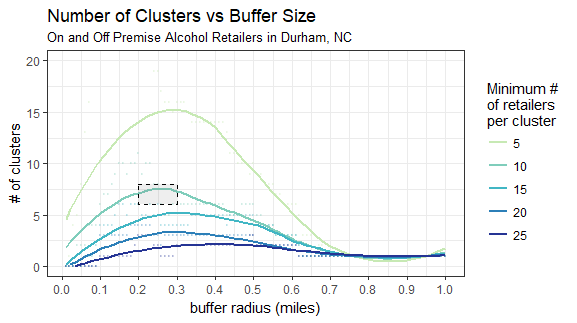 Number of Clusters vs Buffer Size
On and Off Premise Alcohol Retailers in Durham, NC
# of clusters
20
15
10
5
0
0.0 0.1 0.2 0.3 0.4 0.5 0.6 0.7 0.8 0.9 1.0
buffer radius (miles)
Minimum #
of retailers
per cluster
5
10
15
20
25